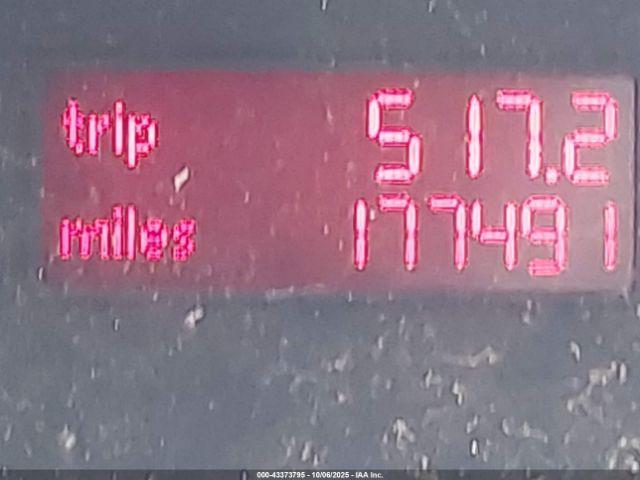 trip 517.2
miles 177491
000-43373795 - 10/06/2025 - IAA Inc.